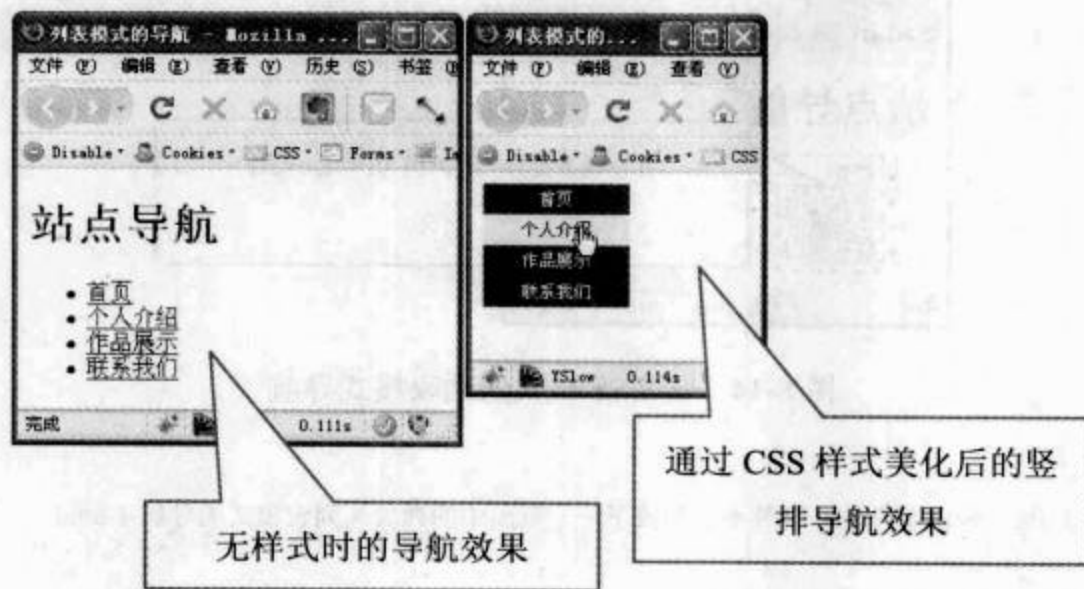 列表模式的导航 - Mozilla ...
文件 (F) 编辑 (E) 查看 (V) 历史 (S) 书签
Disable Cookies CSS Forms
站点导航
首页
个人介绍
作品展示
联系我们
完成 0.111s
列表模式的...
文件 (F) 编辑 (E) 查看 (V)
Disable Cookies CSS
首页
个人介绍
作品展示
联系我们
YSlow 0.114s
无样式时的导航效果
通过 CSS 样式美化后的竖
排导航效果